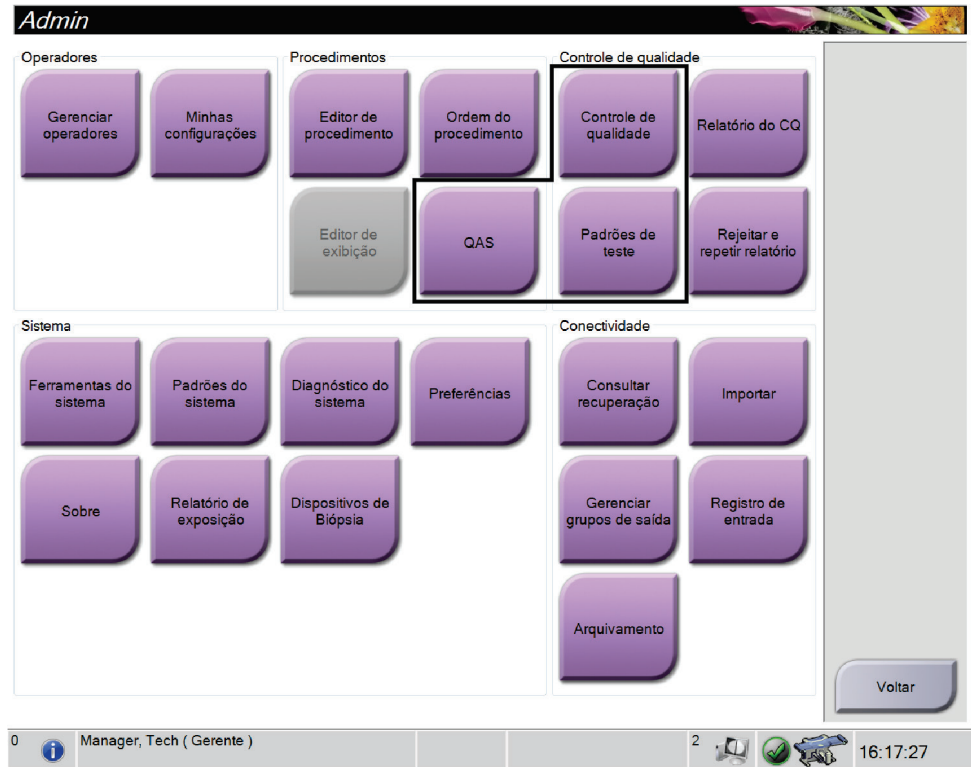 Admin
Operadores
Gerenciar
operadores
Minhas
configurações
Procedimentos
Editor de
procedimento
Ordem do
procedimento
Editor de
exibição
QAS
Controle de qualidade
Controle de
qualidade
Relatório do CQ
Padrões de
teste
Rejeitar e
repetir relatório
Sistema
Ferramentas do
sistema
Padrões do
sistema
Diagnóstico do
sistema
Preferências
Sobre
Relatório de
exposição
Dispositivos de
Biópsia
Conectividade
Consultar
recuperação
Importar
Gerenciar
grupos de saída
Registro de
entrada
Arquivamento
Voltar
0
Manager, Tech ( Gerente )
2
16:17:27